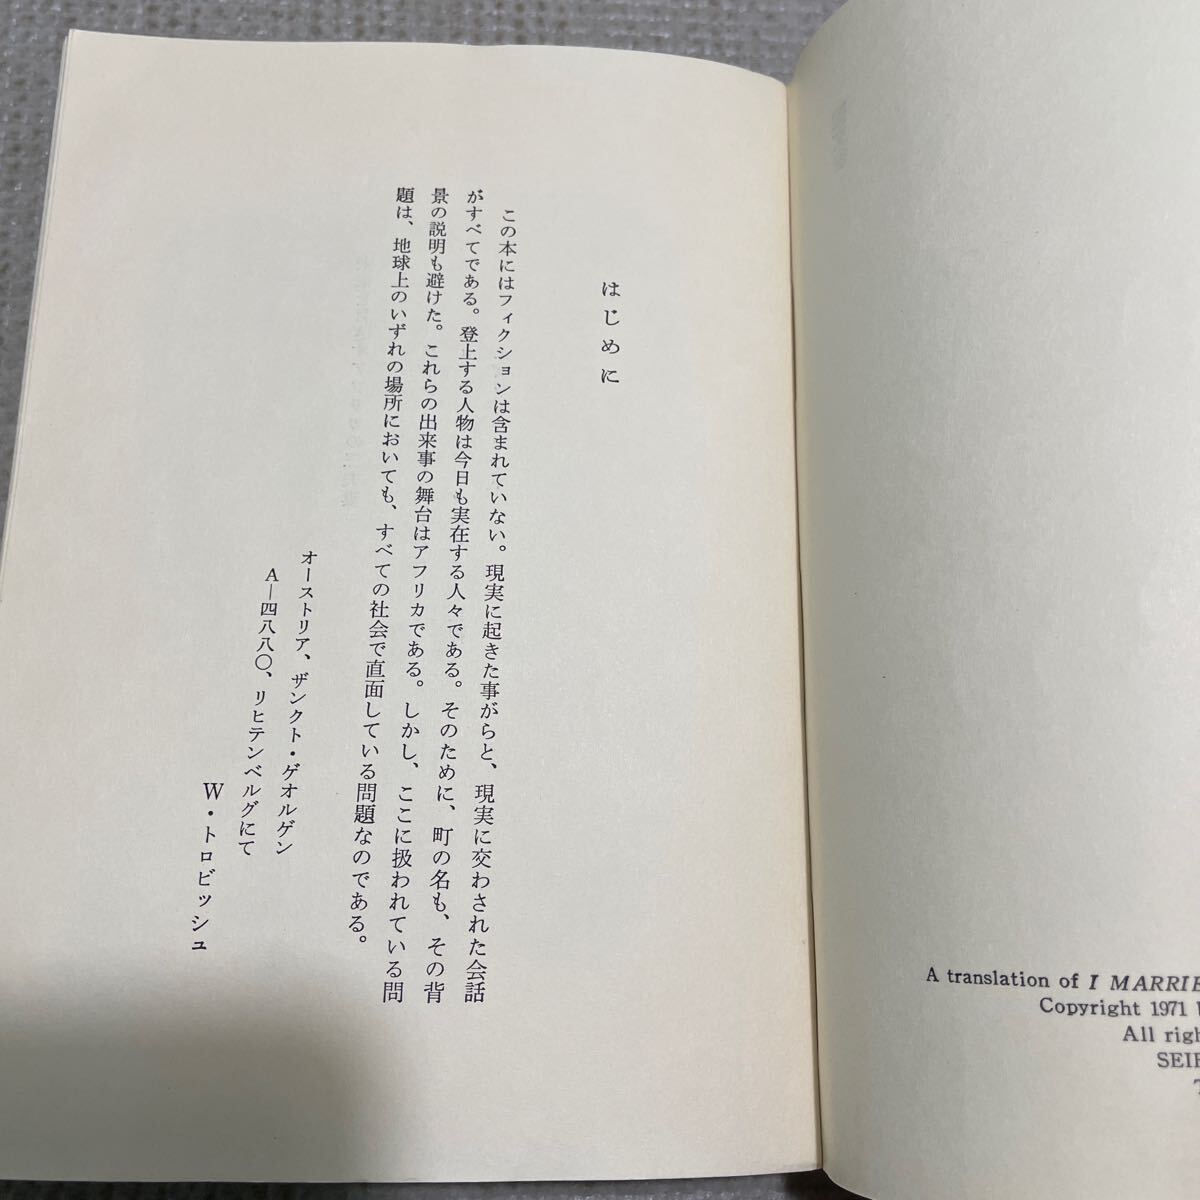 はじめに
この本にはフィクションは含まれていない。現実に起きた事がらと、現実に交わされた会話
がすべてである。登上する人物は今日も実在する人々である。そのために、町の名も、その背
景の説明も避けた。これらの出来事の舞台はアフリカである。しかし、ここに扱われている問
題は、地球上のいずれの場所においても、すべての社会で直面している問題なのである。
オーストリア、ザンクト・ゲオルゲン
A―四八八〇、リヒテンベルグにて
W・トロビッシュ
A translation of I MARRIE
Copyright 1971 b
All righ
SEIB
T